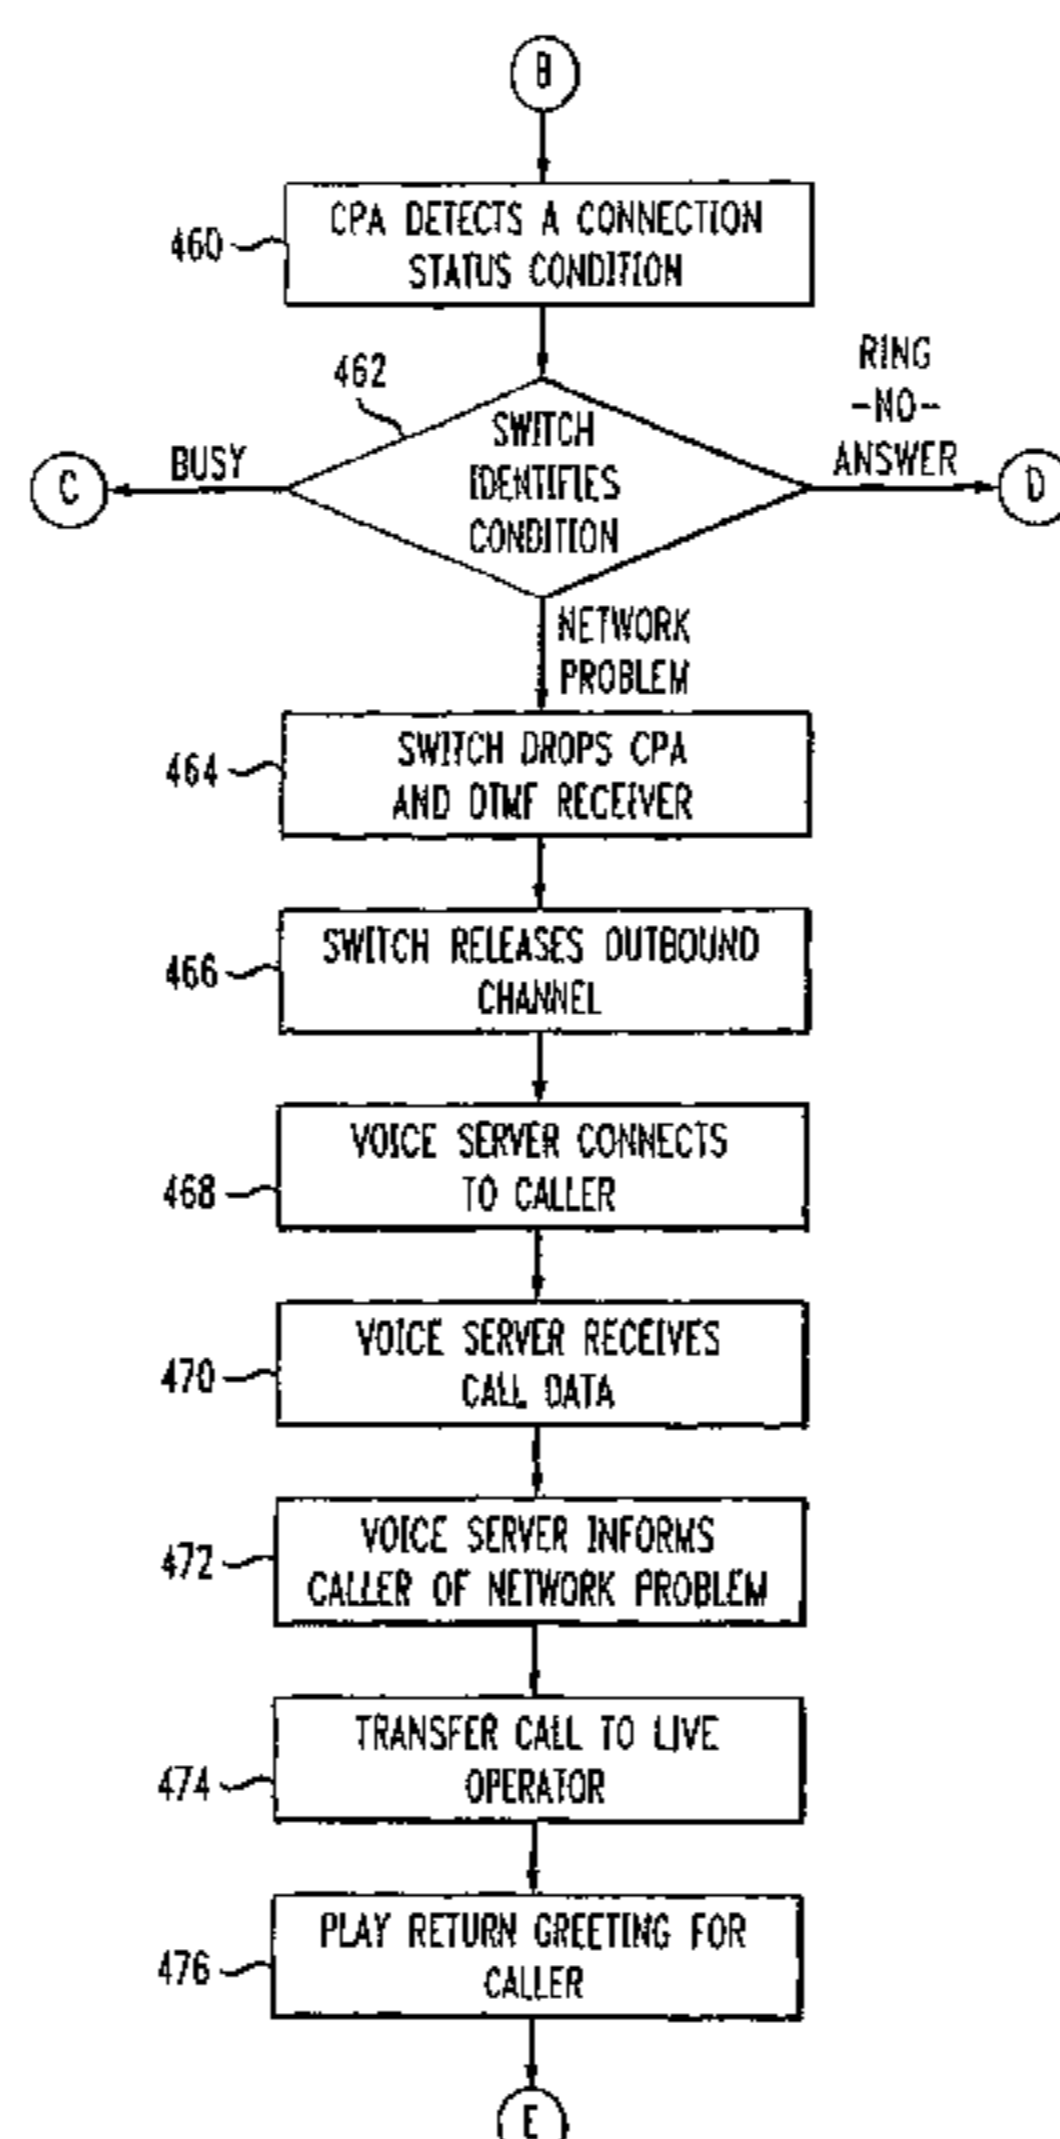 B
460
CPA DETECTS A CONNECTION
STATUS CONDITION
462
SWITCH
IDENTIFIES
CONDITION
BUSY
C
RING
-NO-
ANSWER
D
NETWORK
PROBLEM
464
SWITCH DROPS CPA
AND DTMF RECEIVER
466
SWITCH RELEASES OUTBOUND
CHANNEL
468
VOICE SERVER CONNECTS
TO CALLER
470
VOICE SERVER RECEIVES
CALL DATA
472
VOICE SERVER INFORMS
CALLER OF NETWORK PROBLEM
474
TRANSFER CALL TO LIVE
OPERATOR
476
PLAY RETURN GREETING FOR
CALLER
E